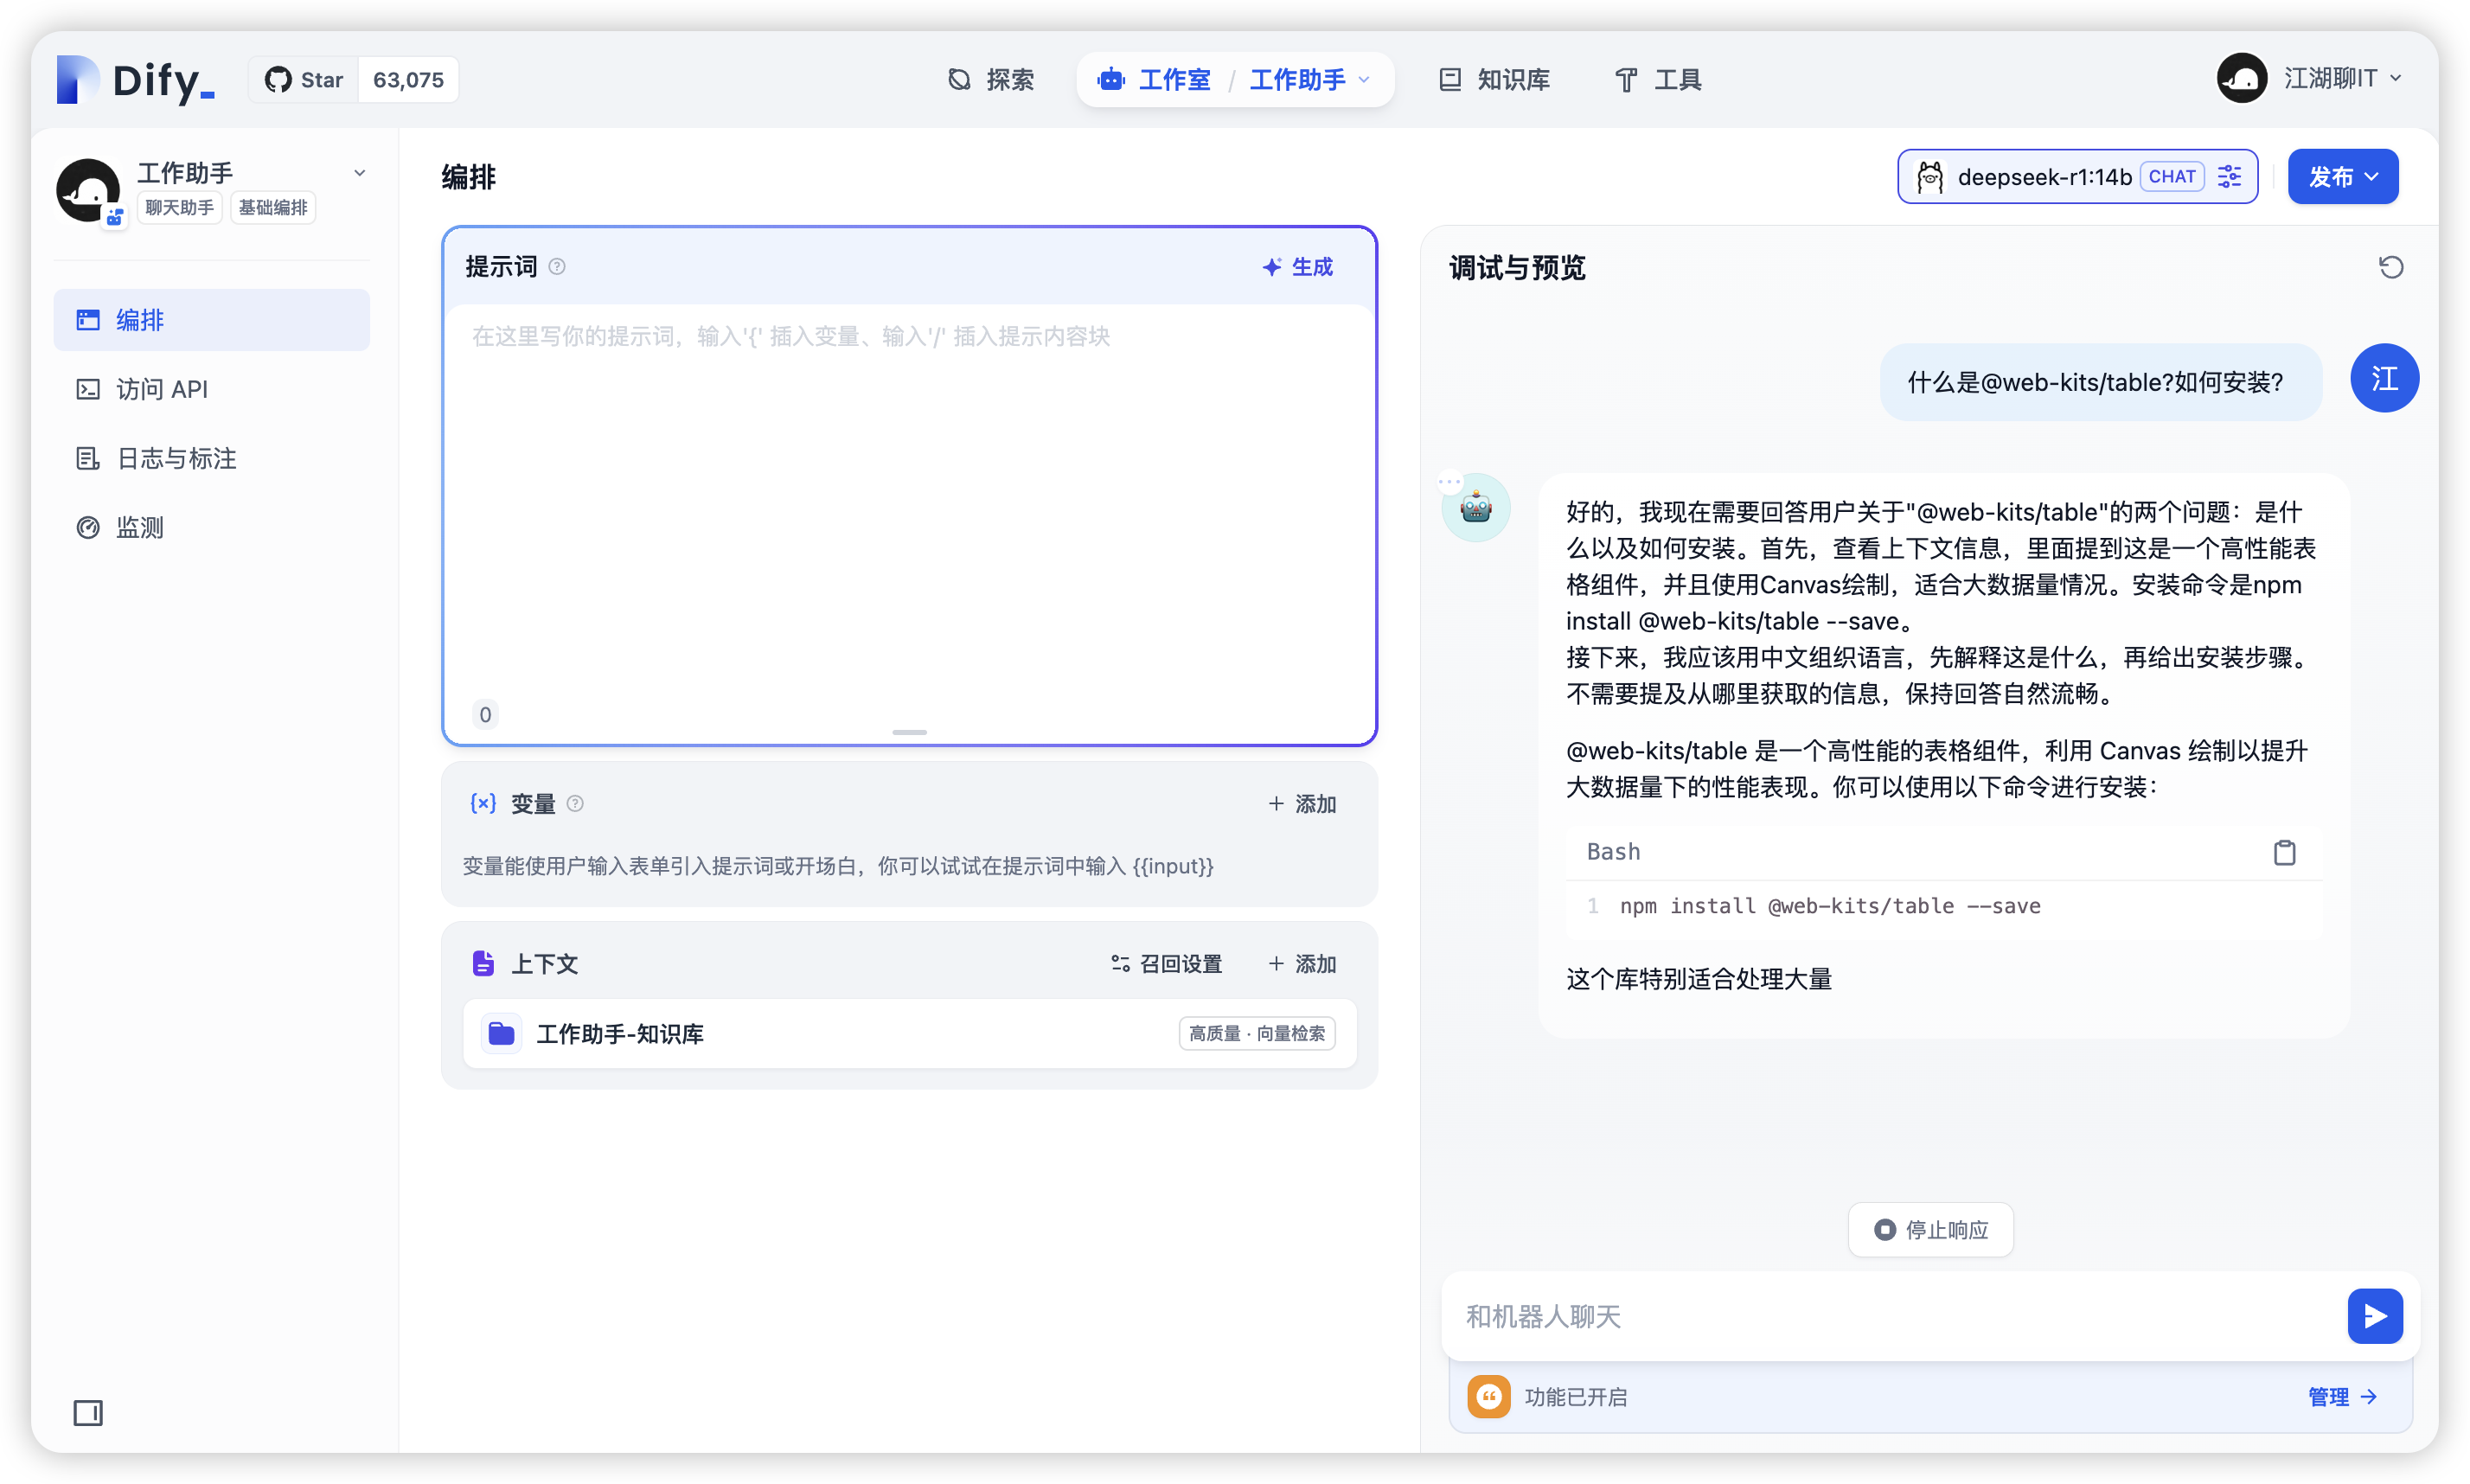 Dify_
Star 63,075
探索
工作室 / 工作助手
知识库
工具
江湖聊IT
工作助手
聊天助手 基础编排
编排
访问 API
日志与标注
监测
编排
deepseek-r1:14b CHAT
发布
提示词
生成
在这里写你的提示词，输入'{' 插入变量、输入'/' 插入提示内容块
0
变量
+ 添加
变量能使用户输入表单引入提示词或开场白，你可以试试在提示词中输入 {{input}}
上下文
召回设置
+ 添加
工作助手-知识库
高质量 · 向量检索
调试与预览
什么是@web-kits/table?如何安装?
江
好的，我现在需要回答用户关于"@web-kits/table"的两个问题：是什
么以及如何安装。首先，查看上下文信息，里面提到这是一个高性能表
格组件，并且使用Canvas绘制，适合大数据量情况。安装命令是npm
install @web-kits/table --save。
接下来，我应该用中文组织语言，先解释这是什么，再给出安装步骤。
不需要提及从哪里获取的信息，保持回答自然流畅。
@web-kits/table 是一个高性能的表格组件，利用 Canvas 绘制以提升
大数据量下的性能表现。你可以使用以下命令进行安装：
Bash
1 npm install @web-kits/table --save
这个库特别适合处理大量
停止响应
和机器人聊天
功能已开启
管理 →